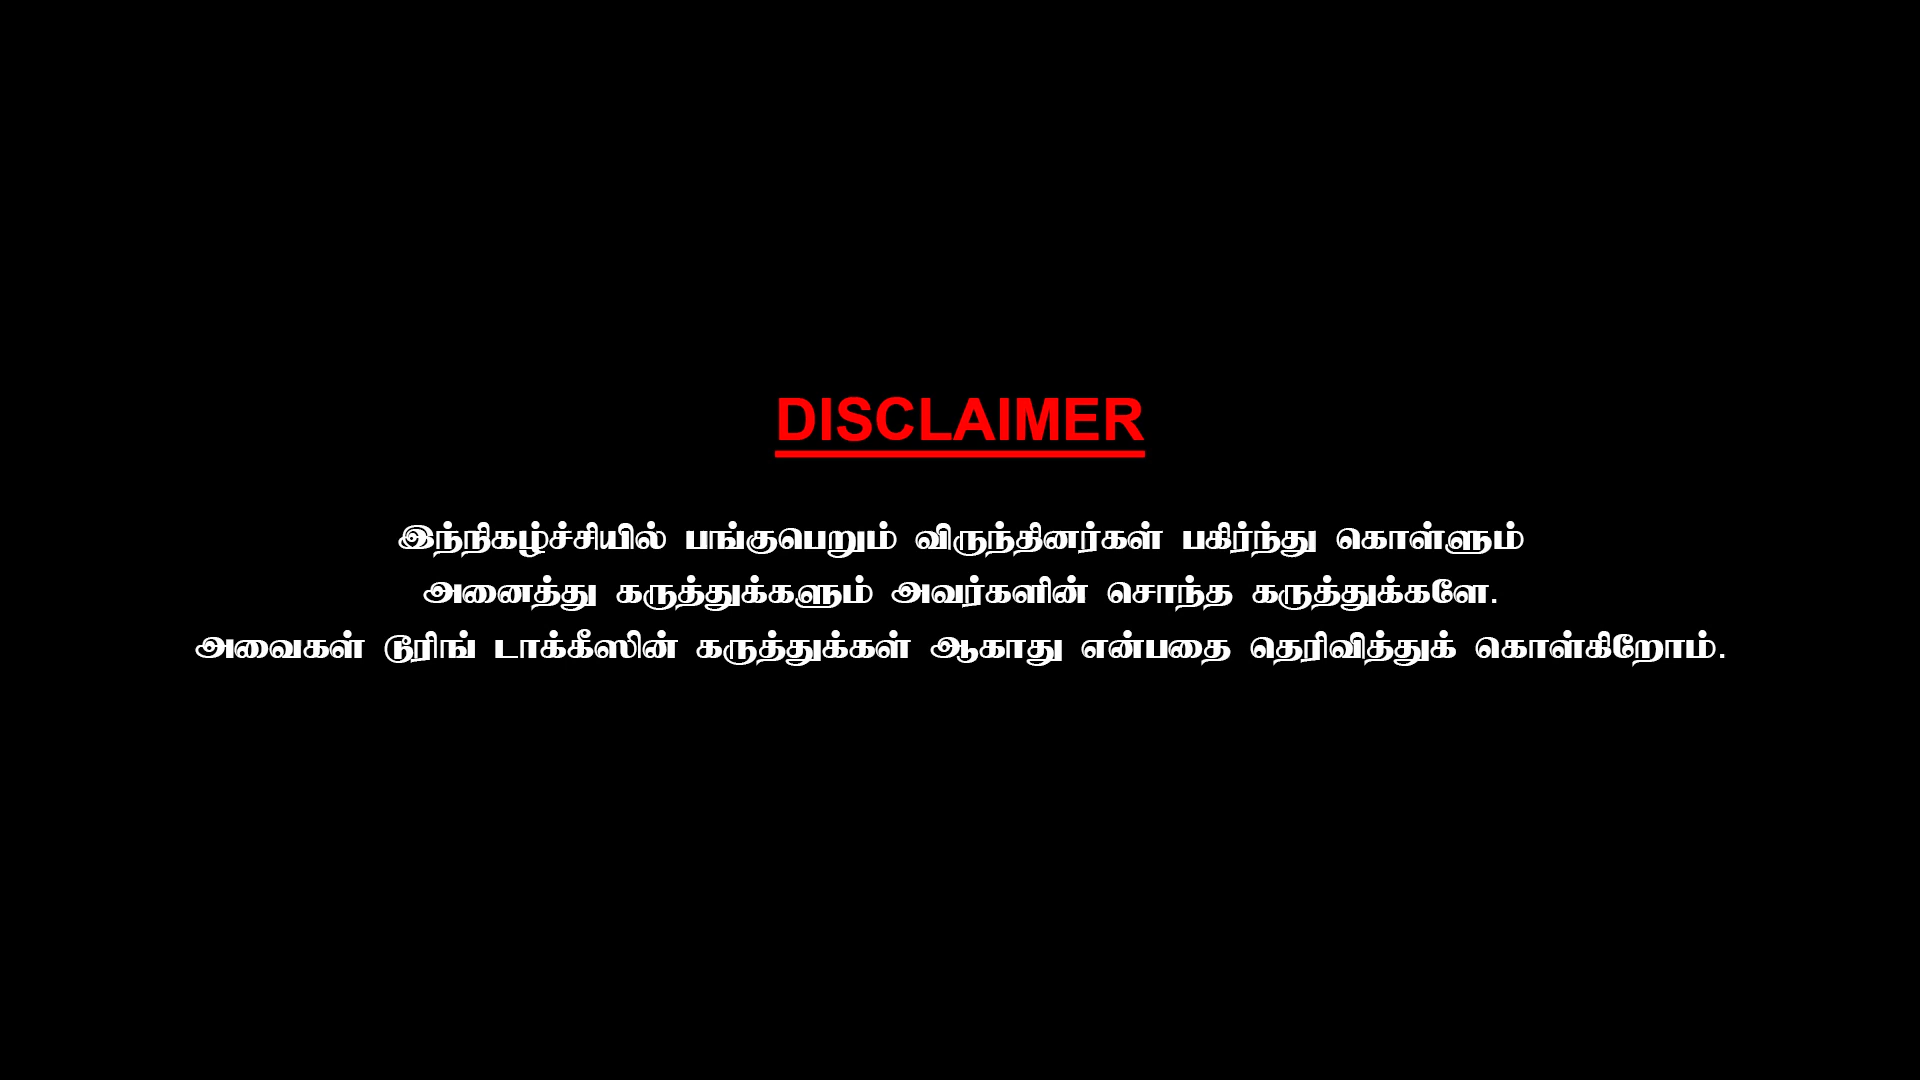 DISCLAIMER
இந்நிகழ்ச்சியில் பங்குபெறும் விருந்தினர்கள் பகிர்ந்து கொள்ளும்
அனைத்து கருத்துக்களும் அவர்களின் சொந்த கருத்துக்களே.
அவைகள் டூரிங் டாக்கீஸின் கருத்துக்கள் ஆகாது என்பதை தெரிவித்துக் கொள்கிறோம்.